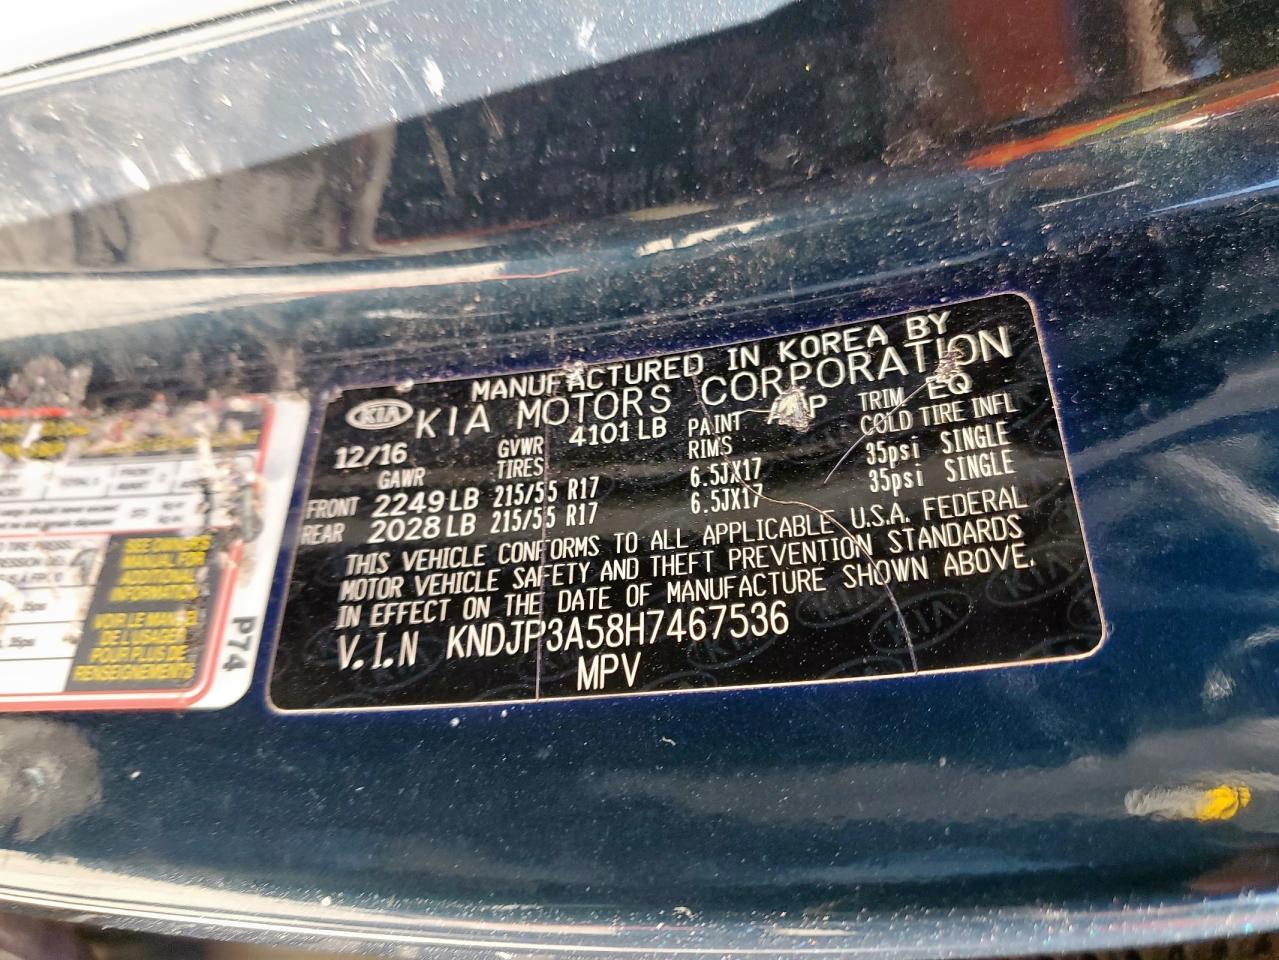 MANUFACTURED IN KOREA BY
KIA KIA MOTORS CORPORATION
12/16 GVWR 4101 LB PAINT TRIM EQ
GAWR TIRES RIMS COLD TIRE INFL
FRONT 2249 LB 215/55 R17 6.5JX17 35psi SINGLE
REAR 2028 LB 215/55 R17 6.5JX17 35psi SINGLE
THIS VEHICLE CONFORMS TO ALL APPLICABLE U.S.A. FEDERAL
MOTOR VEHICLE SAFETY AND THEFT PREVENTION STANDARDS
IN EFFECT ON THE DATE OF MANUFACTURE SHOWN ABOVE.
V.I.N KNDJP3A58H7467536
MPV
SEE OWNERS
MANUAL FOR
ADDITIONAL
INFORMATION
VOIR LE
DE L'USAGER
POUR PLUS DE
RENSEIGNEMENTS
P74